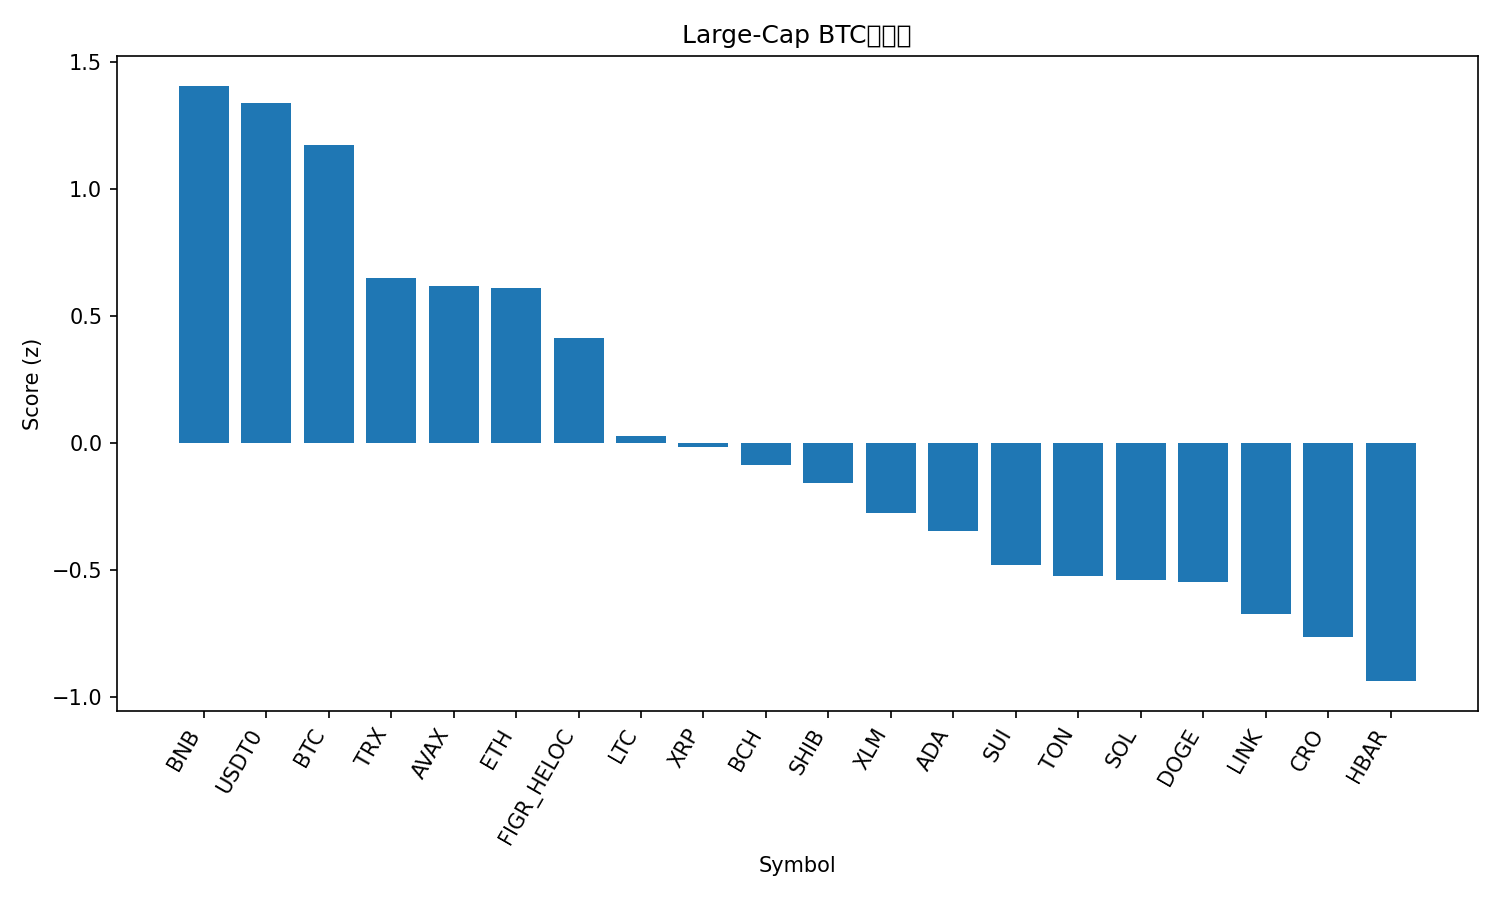 Large-Cap BTC
1.5
1.0
0.5
0.0
−0.5
−1.0
Score (z)
BNB
USDT0
BTC
TRX
AVAX
ETH
FIGR_HELOC
LTC
XRP
BCH
SHIB
XLM
ADA
SUI
TON
SOL
DOGE
LINK
CRO
HBAR
Symbol